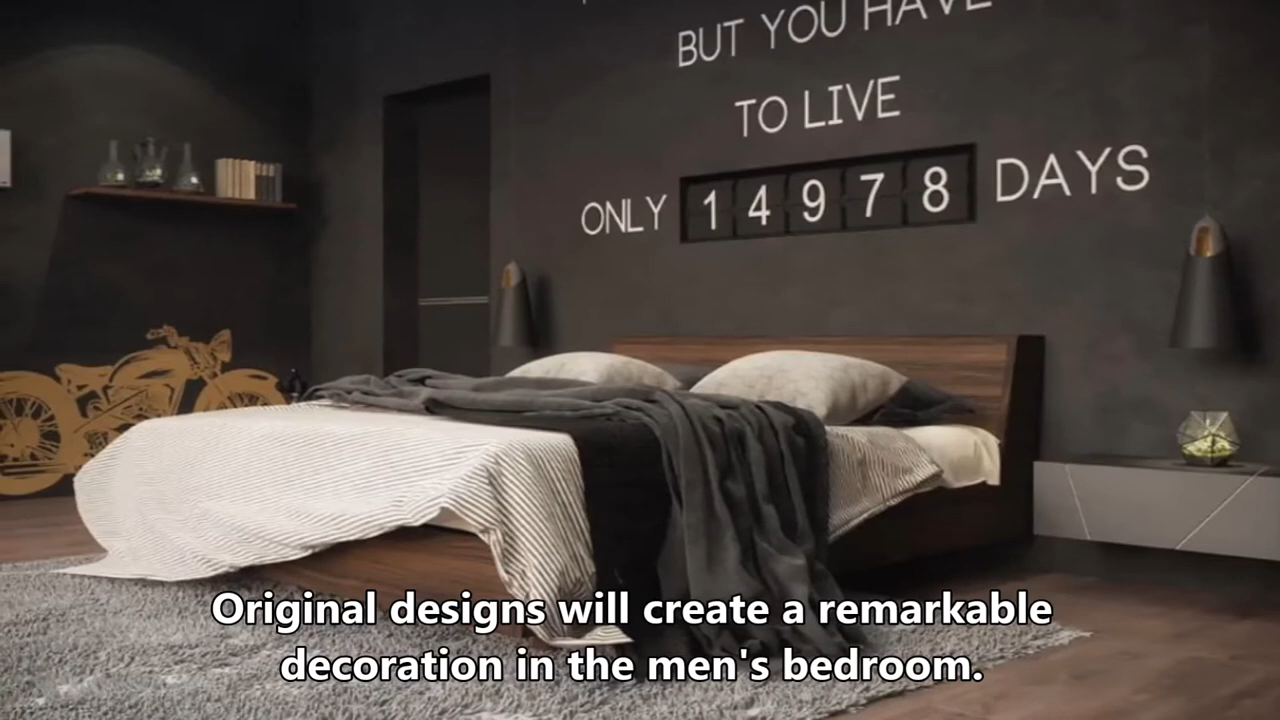 BUT YOU HAVE
TO LIVE
ONLY 14978 DAYS
Original designs will create a remarkable
decoration in the men's bedroom.